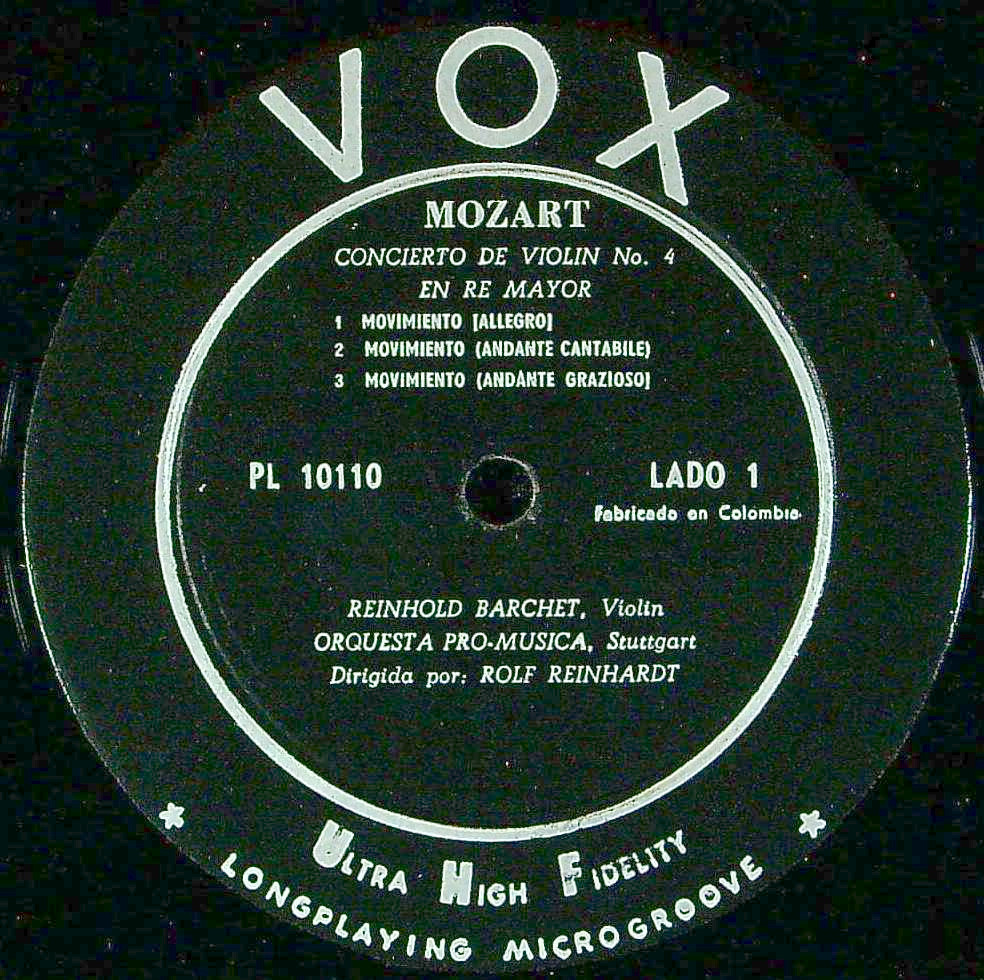 VOX
MOZART
CONCIERTO DE VIOLIN No. 4
EN RE MAYOR
1 MOVIMIENTO [ALLEGRO]
2 MOVIMIENTO (ANDANTE CANTABILE)
3 MOVIMIENTO (ANDANTE GRAZIOSO]
PL 10110
LADO 1
Fabricado en Colombia
REINHOLD BARCHET, Violin
ORQUESTA PRO-MUSICA, Stuttgart
Dirigida por: ROLF REINHARDT
ULTRA HIGH FIDELITY
* LONGPLAYING MICROGROOVE *